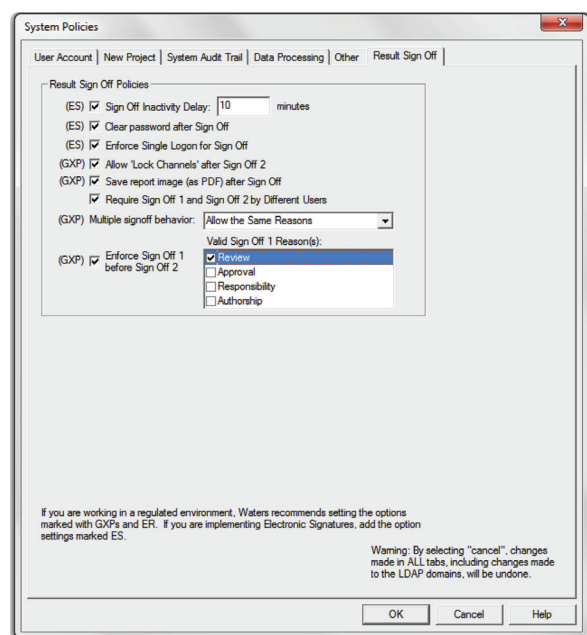 System Policies
User Account | New Project | System Audit Trail | Data Processing | Other | Result Sign Off
Result Sign Off Policies
(ES) Sign Off Inactivity Delay: 10 minutes
(ES) Clear password after Sign Off
(ES) Enforce Single Logon for Sign Off
(GXP) Allow 'Lock Channels' after Sign Off 2
(GXP) Save report image (as PDF) after Sign Off
Require Sign Off 1 and Sign Off 2 by Different Users
(GXP) Multiple signoff behavior: Allow the Same Reasons
Valid Sign Off 1 Reason(s):
(GXP) Enforce Sign Off 1
before Sign Off 2
Review
Approval
Responsibility
Authorship
If you are working in a regulated environment, Waters recommends setting the options
marked with GXPs and ER. If you are implementing Electronic Signatures, add the option
settings marked ES.
Warning: By selecting "cancel", changes
made in ALL tabs, including changes made
to the LDAP domains, will be undone.
OK
Cancel
Help